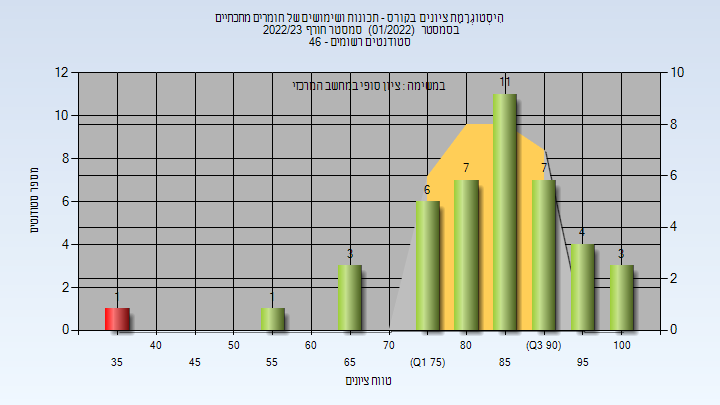 היסטוגרמת ציונים בקורס - תכונות ושימושים של חומרים מתכתיים
בסמסטר (01/2022) סמסטר חורף 2022/23
סטודנטים רשומים - 46
במשימה : ציון סופי במחשב המרכזי
מספר סטודנטים
12 10 8 6 4 2 0
10 8 6 4 2 0
1 1 3 6 7 11 7 4 3
40 50 60 70 80 (Q3 90) 100
35 45 55 65 (Q1 75) 85 95
טווח ציונים